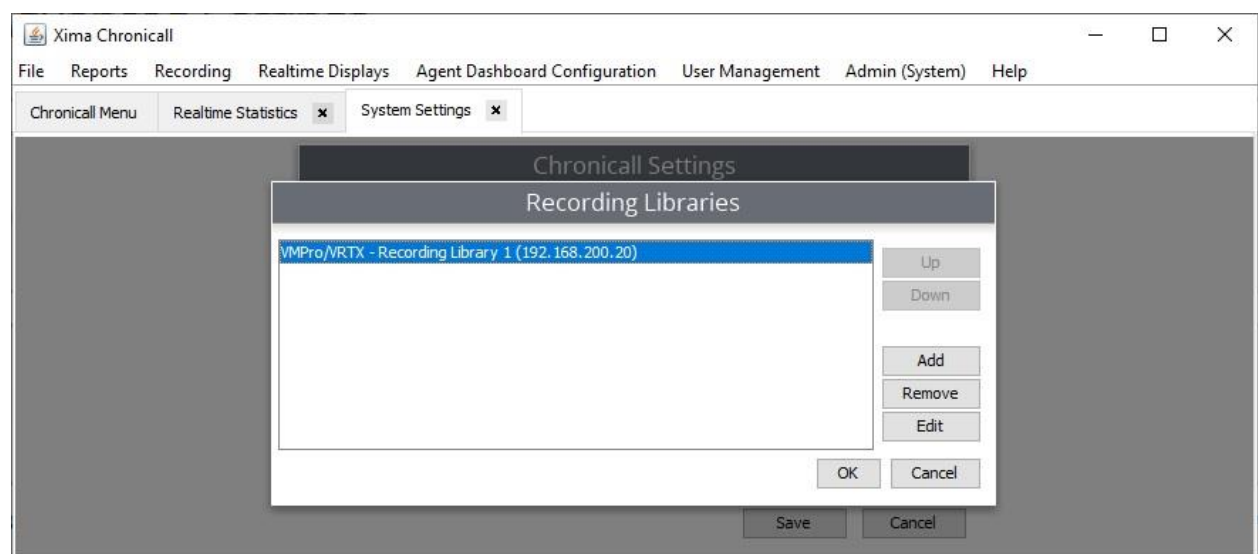 Xima Chronicall
File Reports Recording Realtime Displays Agent Dashboard Configuration User Management Admin (System) Help
Chronicall Menu Realtime Statistics System Settings
Chronicall Settings
Recording Libraries
VMPro/VRTX - Recording Library 1 (192.168.200.20)
Up
Down
Add
Remove
Edit
OK Cancel
Save Cancel